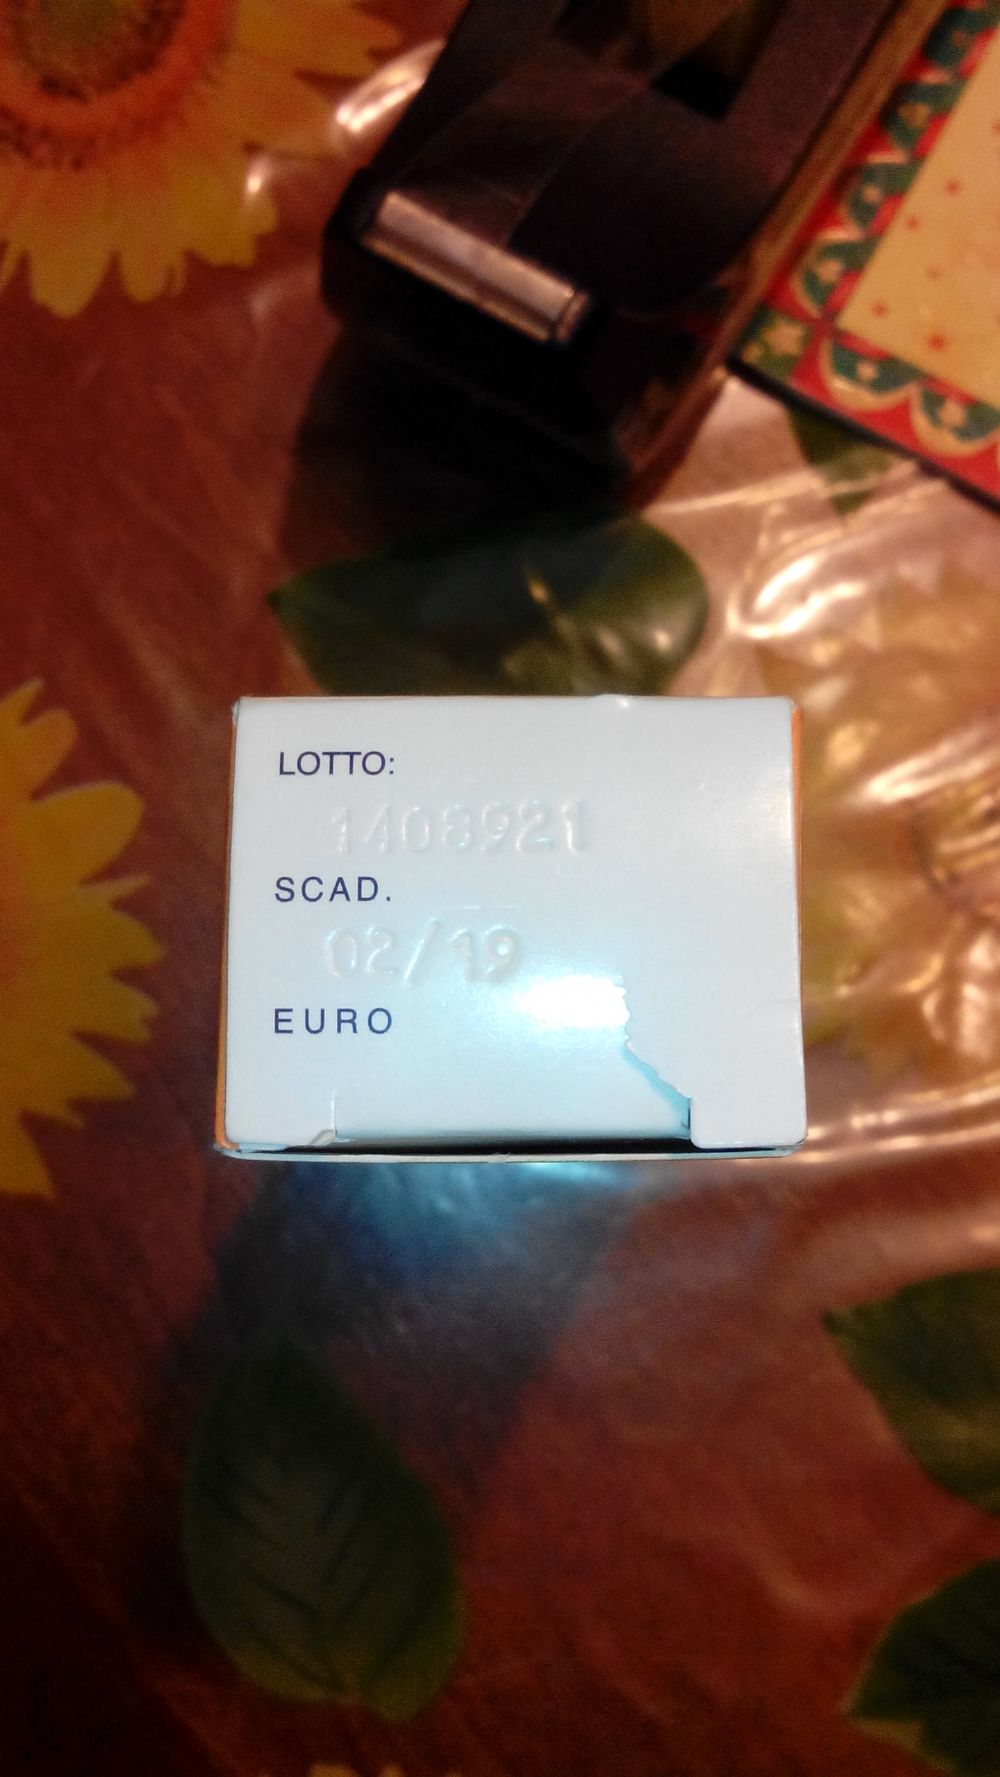 LOTTO:
1408921
SCAD.
02/19
EURO